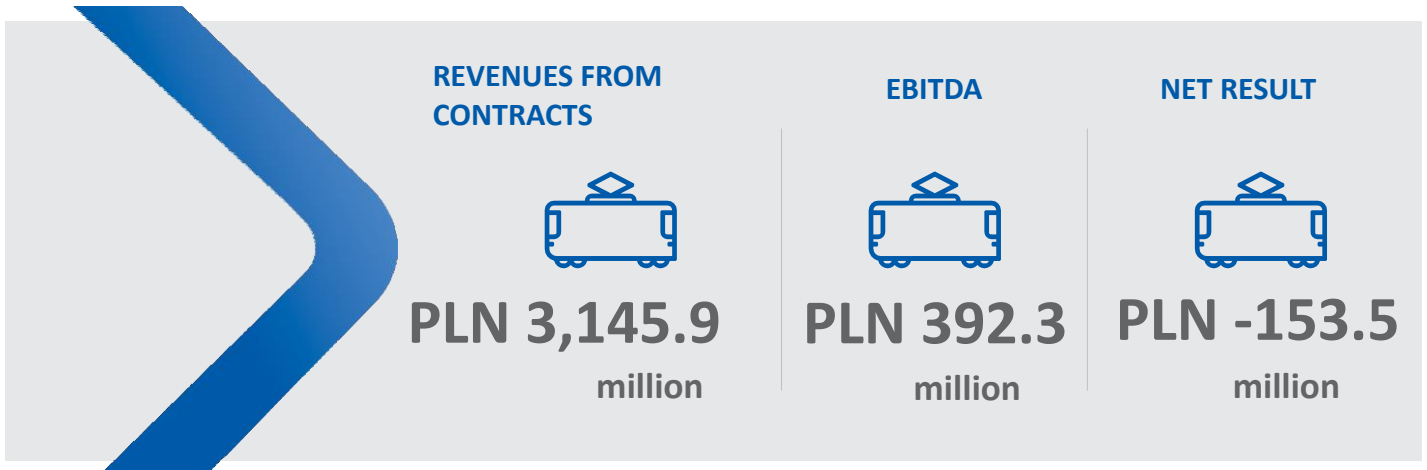 REVENUES FROM
CONTRACTS
PLN 3,145.9
million
EBITDA
PLN 392.3
million
NET RESULT
PLN -153.5
million